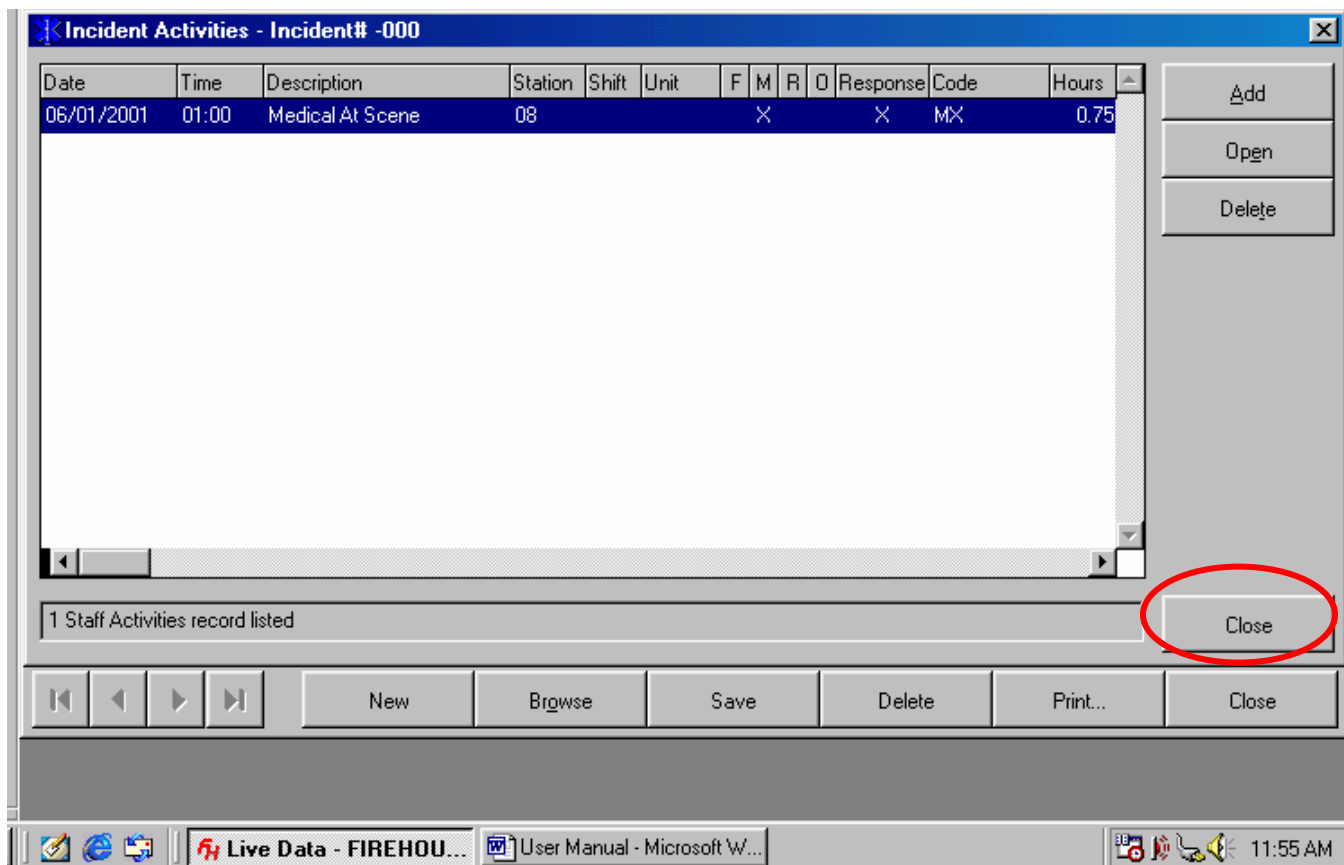 Incident Activities - Incident# -000
Date Time Description Station Shift Unit F M R O Response Code Hours
06/01/2001 01:00 Medical At Scene 08 X X MX 0.75
Add
Open
Delete
1 Staff Activities record listed
Close
New Browse Save Delete Print... Close
Live Data - FIREHOU... User Manual - Microsoft W... 11:55 AM